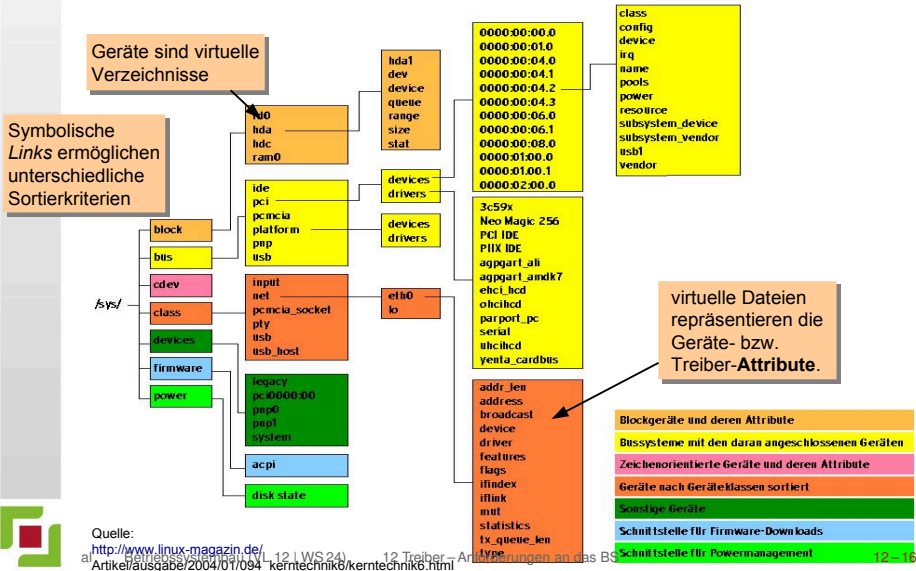 Geräte sind virtuelle
Verzeichnisse
Symbolische
Links ermöglichen
unterschiedliche
Sortierkriterien
/sys/
block
bus
cdev
class
devices
firmware
power
fd0
hda
hdc
ram0
ide
pci
pcmcia
platform
pnp
usb
input
net
pcmcia_socket
pty
usb
usb_host
legacy
pci0000:00
pnp0
pnp1
system
acpi
disk state
hda1
dev
device
queue
range
size
stat
devices
drivers
devices
drivers
eth0
lo
0000:00:00.0
0000:00:01.0
0000:00:04.0
0000:00:04.1
0000:00:04.2
0000:00:04.3
0000:00:06.0
0000:00:06.1
0000:00:08.0
0000:01:00.0
0000:01:00.1
0000:02:00.0
3c59x
Neo Magic 256
PCI IDE
PIIX IDE
agpgart_ali
agpgart_amdk7
ehci_hcd
ohcihcd
parport_pc
serial
uhcihcd
yenta_cardbus
addr_len
address
broadcast
device
driver
features
flags
ifindex
iflink
mut
statistics
tx_queue_len
type
class
config
device
irq
name
pools
power
resource
subsystem_device
subsystem_vendor
usb1
vendor
virtuelle Dateien
repräsentieren die
Geräte- bzw.
Treiber-Attribute.
Blockgeräte und deren Attribute
Bussysteme mit den daran angeschlossenen Geräten
Zeichenorientierte Geräte und deren Attribute
Geräte nach Geräteklassen sortiert
Sonstige Geräte
Schnittstelle für Firmware-Downloads
Schnittstelle für Powermanagement
Quelle:
http://www.linux-magazin.de/
Artikel/ausgabe/2004/01/094_kerntechnik6/kerntechnik6.html
al Betriebssystembau (VL 12 | WS 24) 12 Treiber – Anforderungen an das BS 12–16